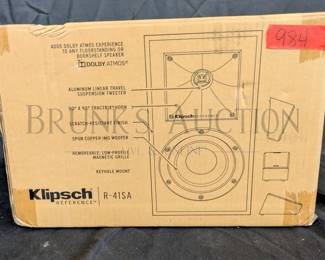 ADDS DOLBY ATMOS EXPERIENCE
TO ANY FLOORSTANDING OR
BOOKSHELF SPEAKER
DOLBY ATMOS
984
ALUMINUM LINEAR TRAVEL
SUSPENSION TWEETER
90° x 90° TRACTRIX HORN
SCRATCH-RESISTANT FINISH
SPUN COPPER IMG WOOFER
REMOVEABLE, LOW-PROFILE
MAGNETIC GRILLE
KEYHOLE MOUNT
Klipsch
BRUNK AUCTION
Klipsch
REFERENCE
R-41SA